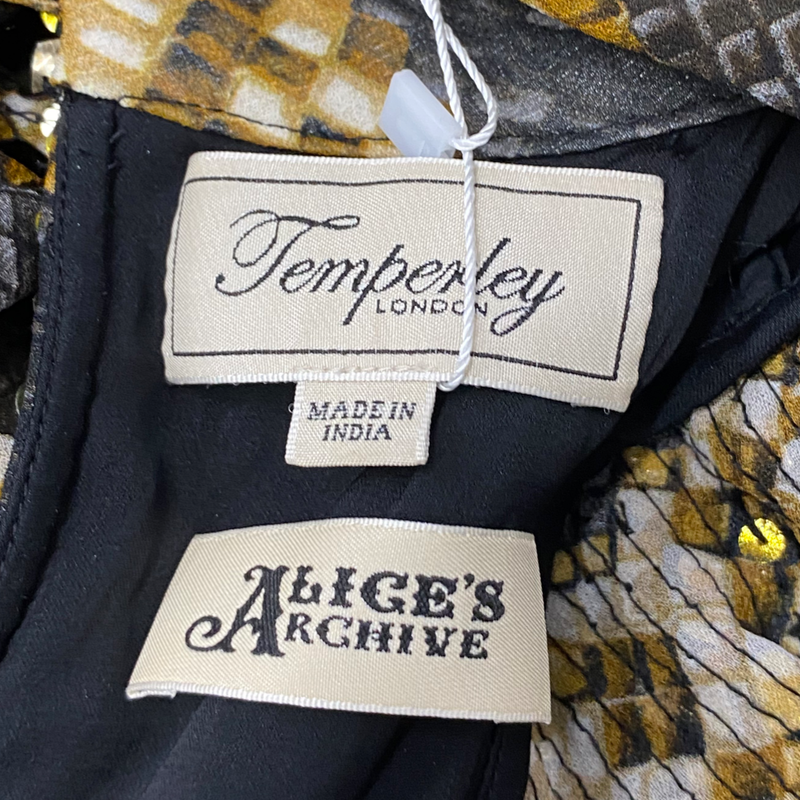 Temperley
LONDON
MADE IN
INDIA
ALICE'S
ARCHIVE